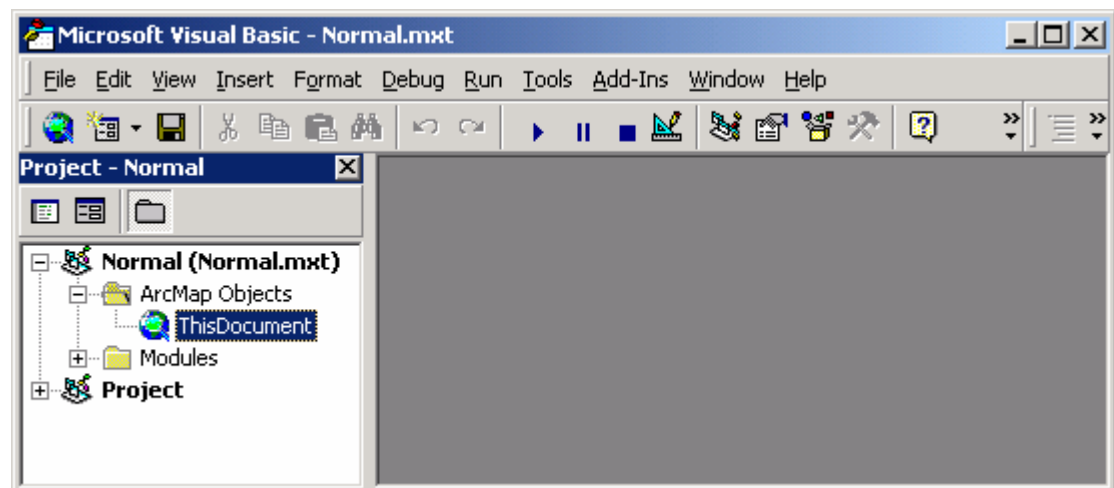 Microsoft Visual Basic - Normal.mxt
File Edit View Insert Format Debug Run Tools Add-Ins Window Help
Project - Normal
Normal (Normal.mxt)
ArcMap Objects
ThisDocument
Modules
Project